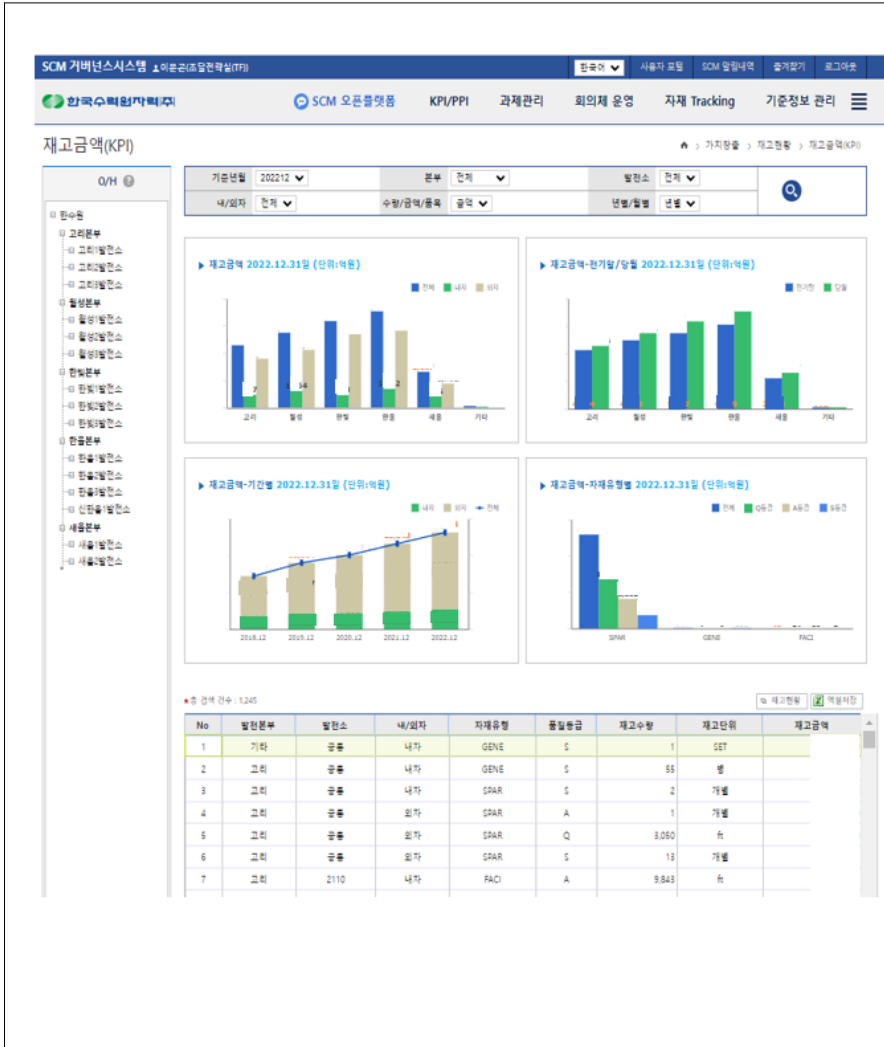 SCM 거버넌스시스템
한국어 사용자 포털 SCM 알림내역 즐겨찾기 로그아웃
한국수력원자력㈜ SCM 오픈플랫폼 KPI/PPI 과제관리 회의체 운영 자재 Tracking 기준정보 관리
재고금액(KPI)
가치창출 > 재고현황 > 재고금액(KPI)
O/H
기준년월 202212 본부 전체 발전소 전체
내/외자 전체 수량/금액/품목 금액 년별/월별 년별
한수원
고리본부
고리1발전소
고리2발전소
고리3발전소
월성본부
월성1발전소
월성2발전소
월성3발전소
한빛본부
한빛1발전소
한빛2발전소
한빛3발전소
한울본부
한울1발전소
한울2발전소
한울3발전소
신한울1발전소
새울본부
새울1발전소
새울2발전소
재고금액 2022.12.31일 (단위:억원)
전체 내자 외자
고리 월성 한빛 한울 새울 기타
재고금액-전기말/당월 2022.12.31일 (단위:억원)
전기말 당월
고리 월성 한빛 한울 새울 기타
재고금액-기간별 2022.12.31일 (단위:억원)
내자 외자 전체
2018.12 2019.12 2020.12 2021.12 2022.12
재고금액-자재유형별 2022.12.31일 (단위:억원)
전체 Q등급 A등급 S등급
SPAR GENE FACI
★총 검색 건수 : 1,245
재고현황 엑셀저장
No 발전본부 발전소 내/외자 자재유형 품질등급 재고수량 재고단위 재고금액
1 기타 공통 내자 GENE S 1 SET
2 고리 공통 내자 GENE S 55 병
3 고리 공통 내자 SPAR S 2 개별
4 고리 공통 외자 SPAR A 1 개별
5 고리 공통 외자 SPAR Q 3,050 ft
6 고리 공통 외자 SPAR S 13 개별
7 고리 2110 내자 FACI A 9,843 ft